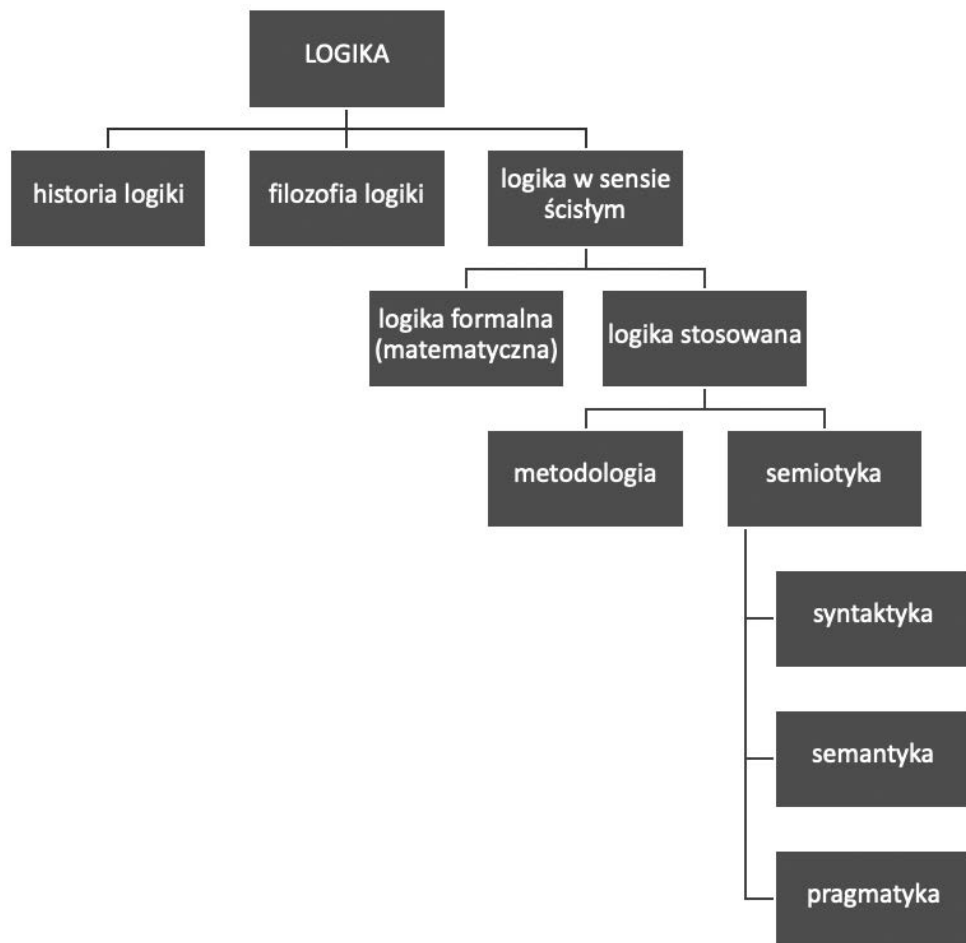 LOGIKA
historia logiki
filozofia logiki
logika w sensie
ścisłym
logika formalna
(matematyczna)
logika stosowana
metodologia
semiotyka
syntaktyka
semantyka
pragmatyka